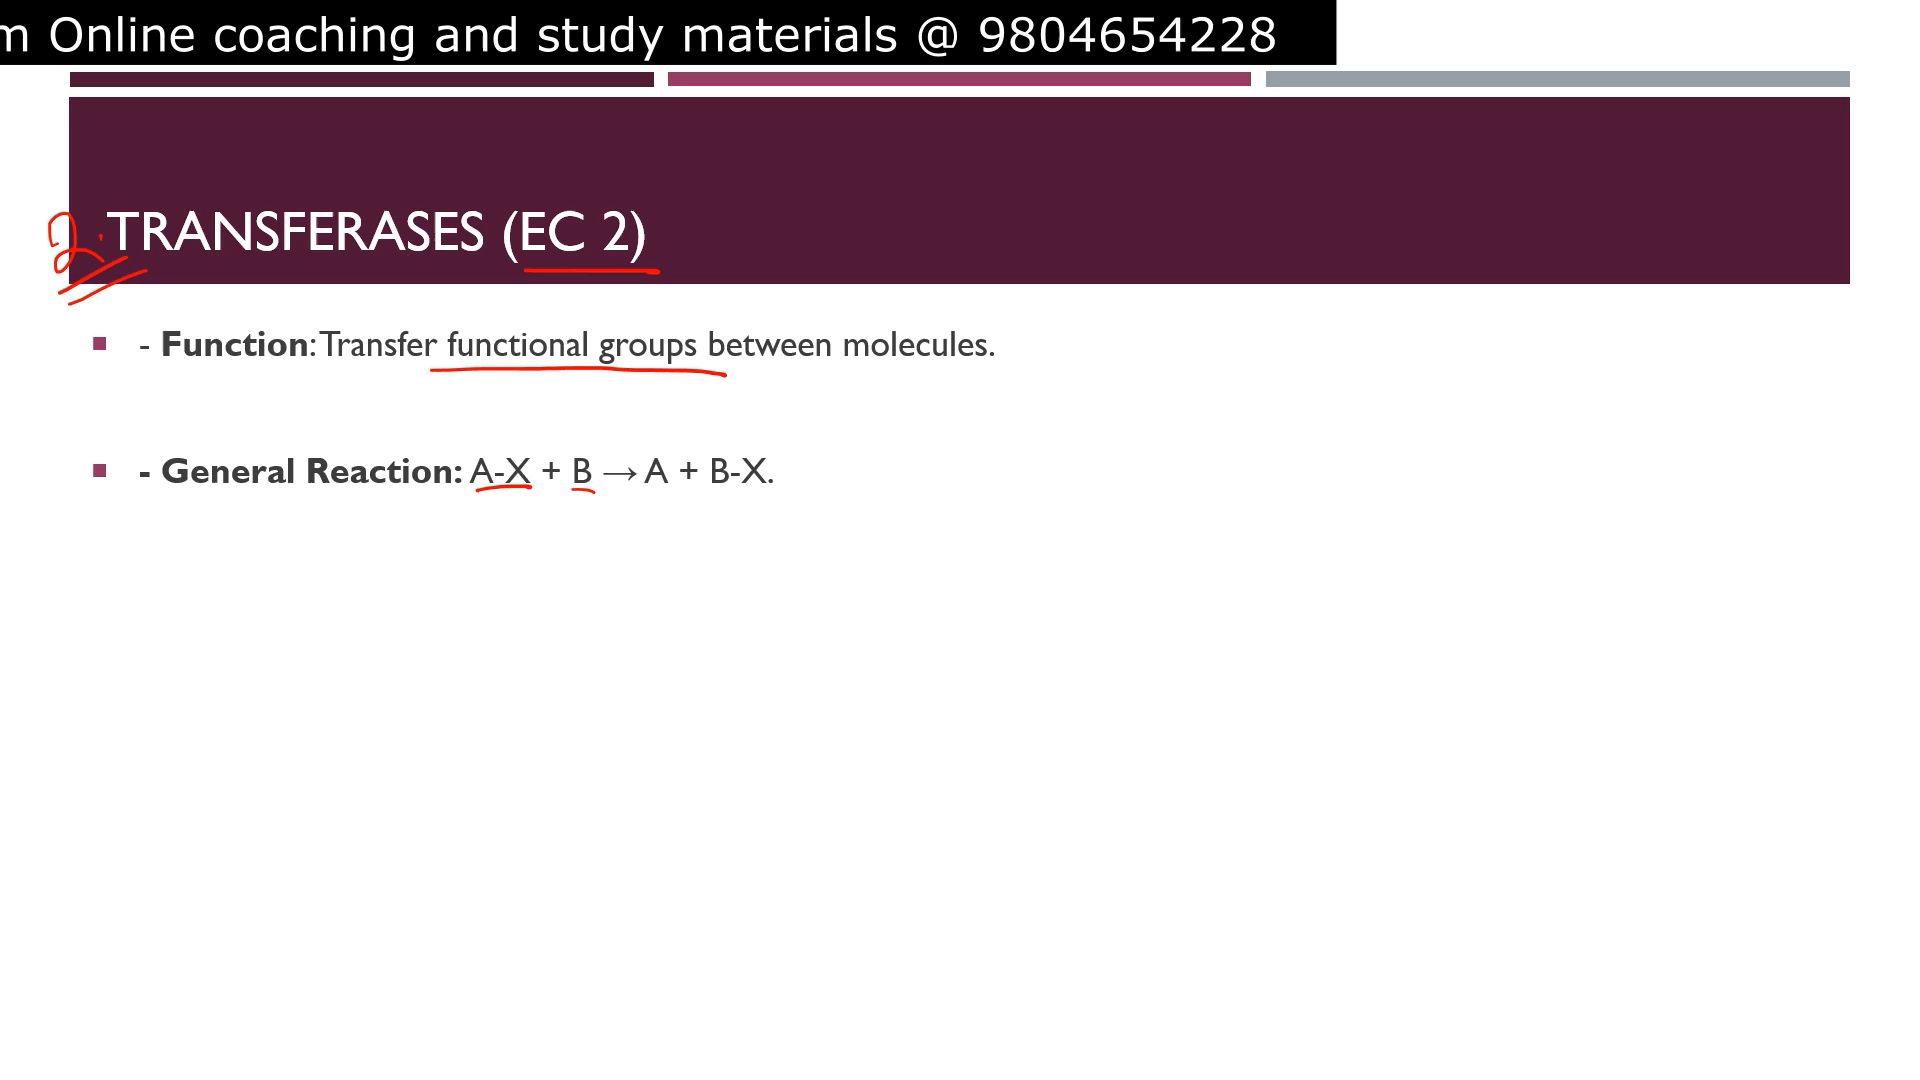 m Online coaching and study materials @ 9804654228
2. TRANSFERASES (EC 2)
- Function: Transfer functional groups between molecules.
- General Reaction: A-X + B → A + B-X.